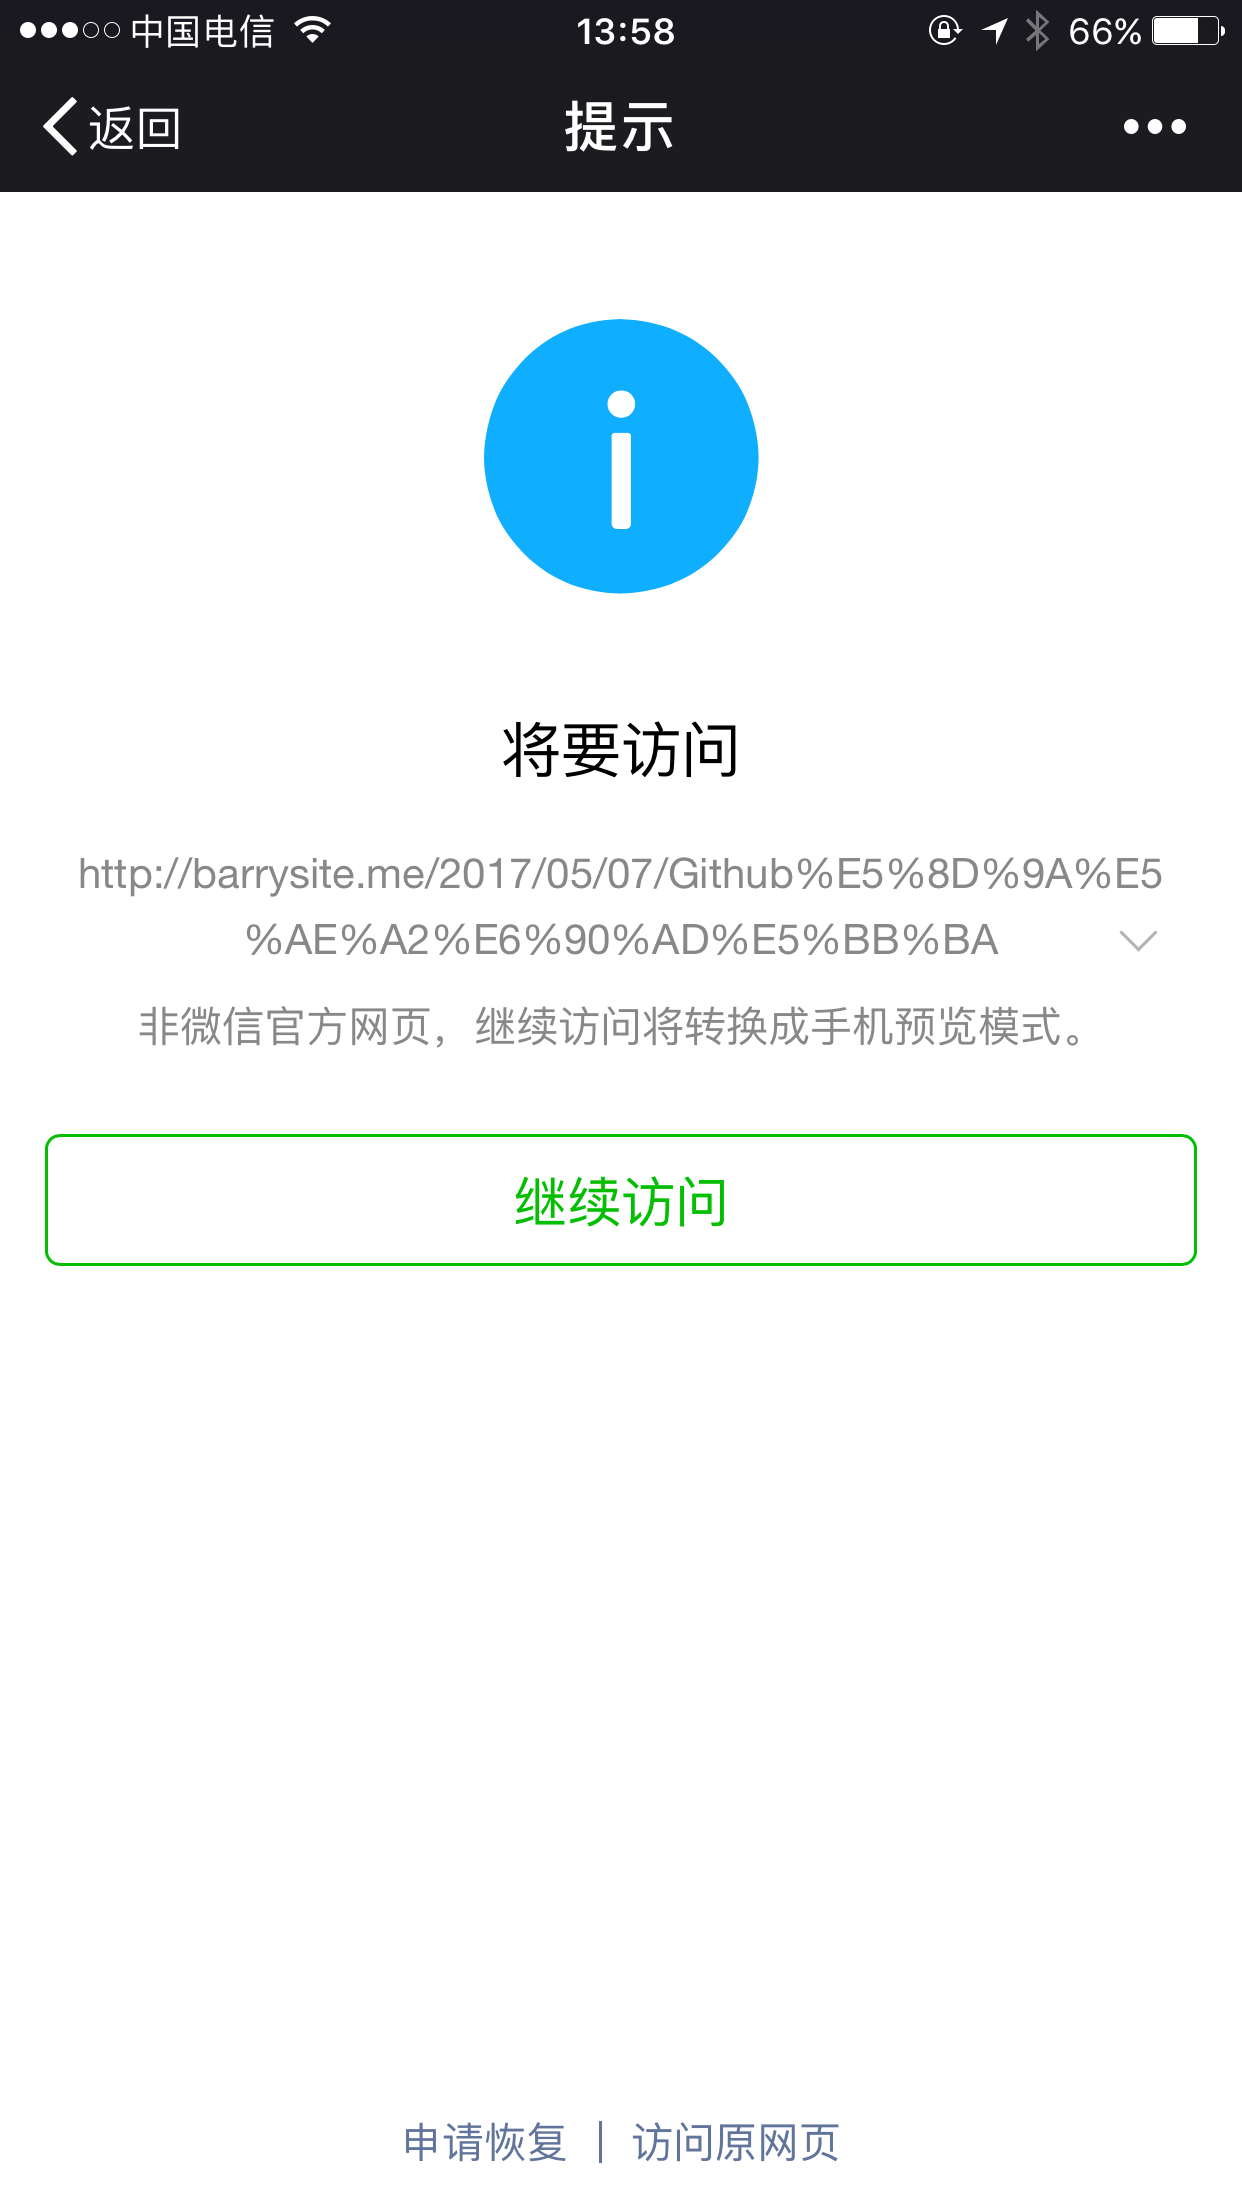 中国电信 13:58 66%
返回 提示
将要访问
http://barrysite.me/2017/05/07/Github%E5%8D%9A%E5
%AE%A2%E6%90%AD%E5%BB%BA
非微信官方网页，继续访问将转换成手机预览模式。
继续访问
申请恢复 | 访问原网页